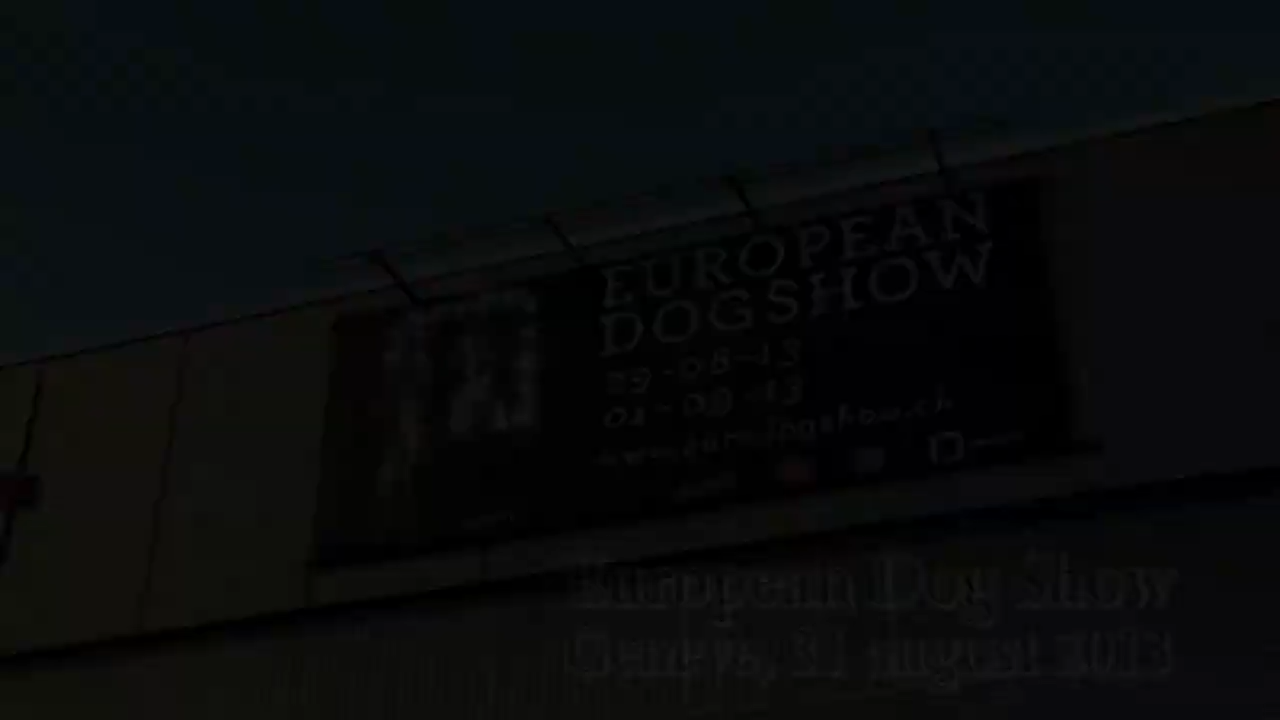 EUROPEAN
DOGSHOW
29-08-13
01-09-13
European Dog Show
Geneva, 31 august 2013